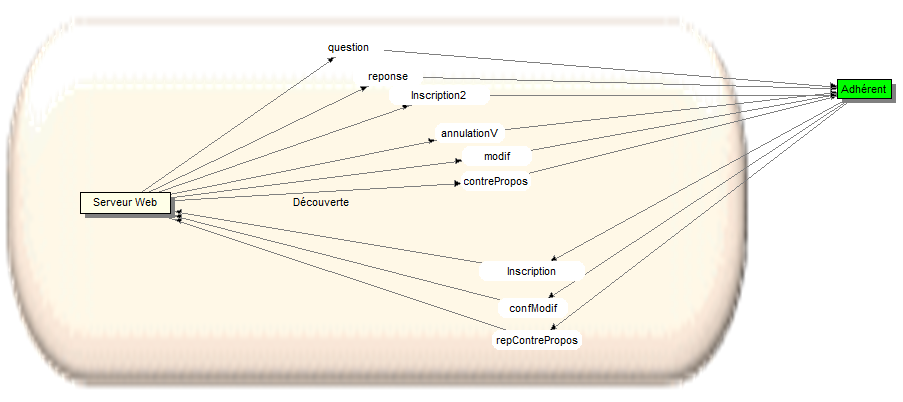 question
reponse
Adhérent
Inscription2
annulationV
modif
contrePropos
Serveur Web
Découverte
Inscription
confModif
repContrePropos